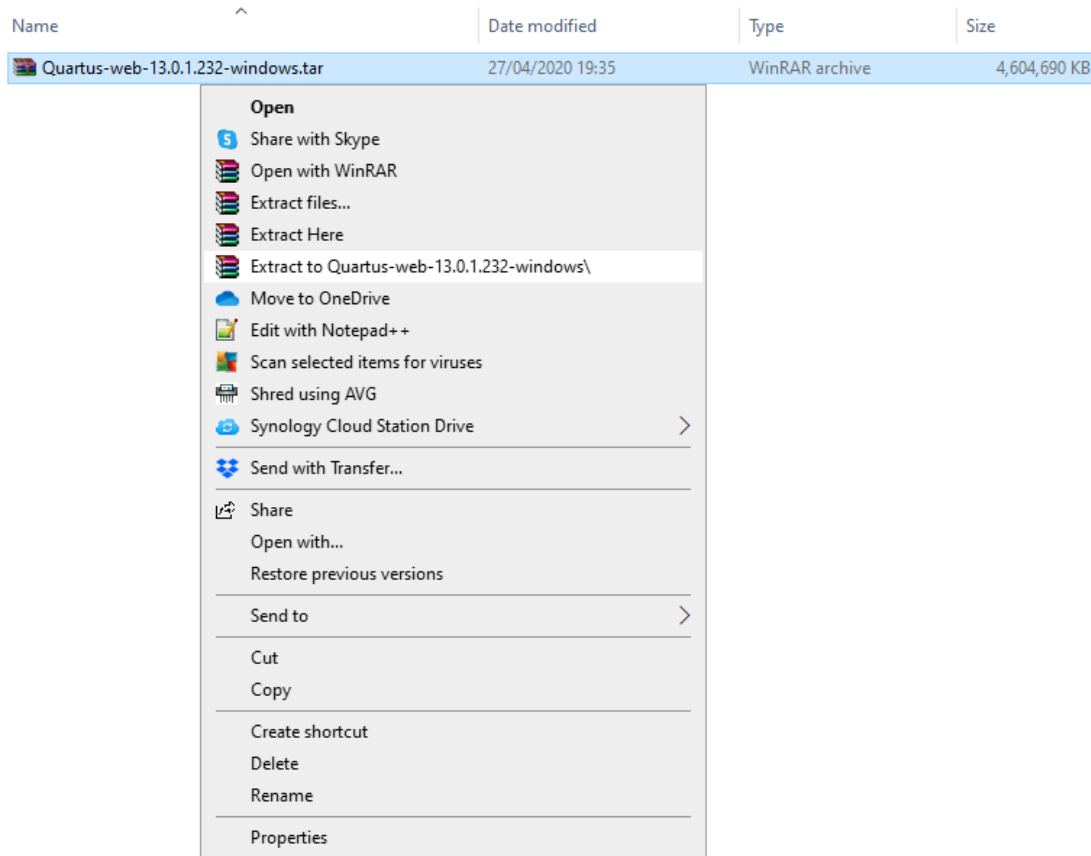 Name Date modified Type Size
Quartus-web-13.0.1.232-windows.tar 27/04/2020 19:35 WinRAR archive 4,604,690 KB
Open
Share with Skype
Open with WinRAR
Extract files...
Extract Here
Extract to Quartus-web-13.0.1.232-windows\
Move to OneDrive
Edit with Notepad++
Scan selected items for viruses
Shred using AVG
Synology Cloud Station Drive
Send with Transfer...
Share
Open with...
Restore previous versions
Send to
Cut
Copy
Create shortcut
Delete
Rename
Properties